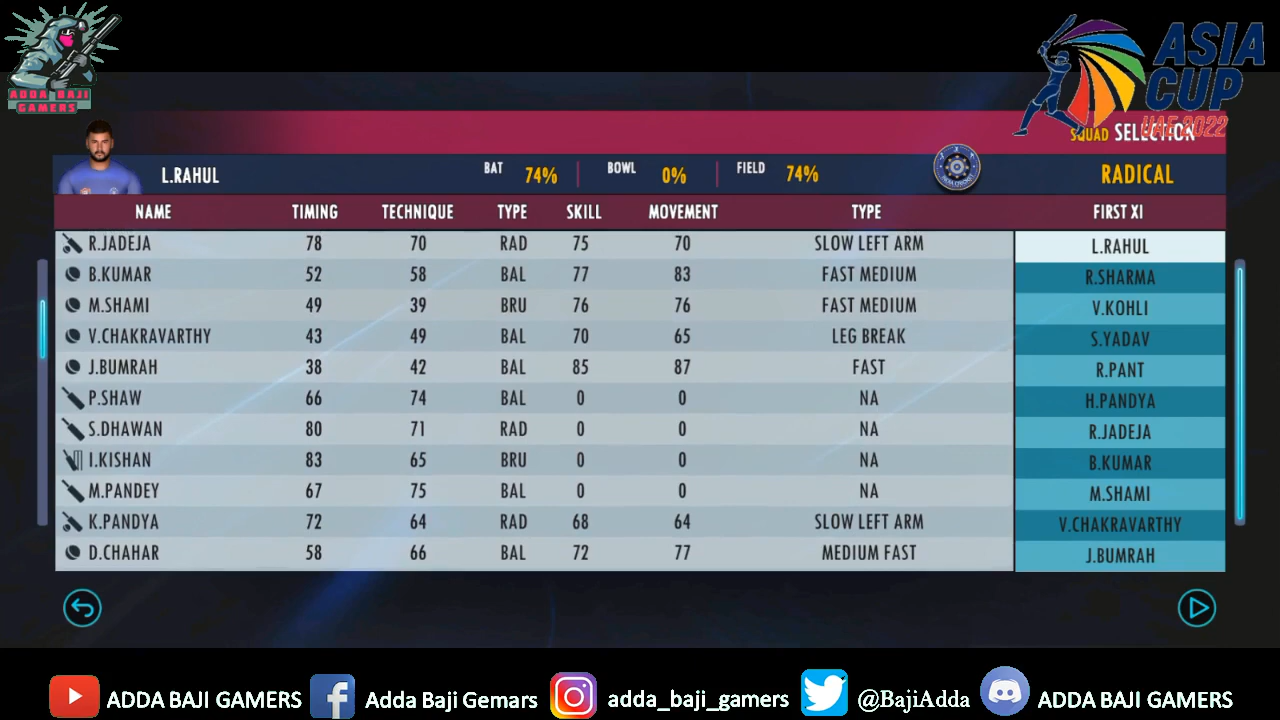 ADDA BAJI
GAMERS
ASIA
CUP
UAE 2022
SQUAD SELECTION
L.RAHUL BAT 74% BOWL 0% FIELD 74% RADICAL
NAME TIMING TECHNIQUE TYPE SKILL MOVEMENT TYPE FIRST XI
R.JADEJA 78 70 RAD 75 70 SLOW LEFT ARM L.RAHUL
B.KUMAR 52 58 BAL 77 83 FAST MEDIUM R.SHARMA
M.SHAMI 49 39 BRU 76 76 FAST MEDIUM V.KOHLI
V.CHAKRAVARTHY 43 49 BAL 70 65 LEG BREAK S.YADAV
J.BUMRAH 38 42 BAL 85 87 FAST R.PANT
P.SHAW 66 74 BAL 0 0 NA H.PANDYA
S.DHAWAN 80 71 RAD 0 0 NA R.JADEJA
I.KISHAN 83 65 BRU 0 0 NA B.KUMAR
M.PANDEY 67 75 BAL 0 0 NA M.SHAMI
K.PANDYA 72 64 RAD 68 64 SLOW LEFT ARM V.CHAKRAVARTHY
D.CHAHAR 58 66 BAL 72 77 MEDIUM FAST J.BUMRAH
ADDA BAJI GAMERS Adda Baji Gemars adda_baji_gamers @BajiAdda ADDA BAJI GAMERS